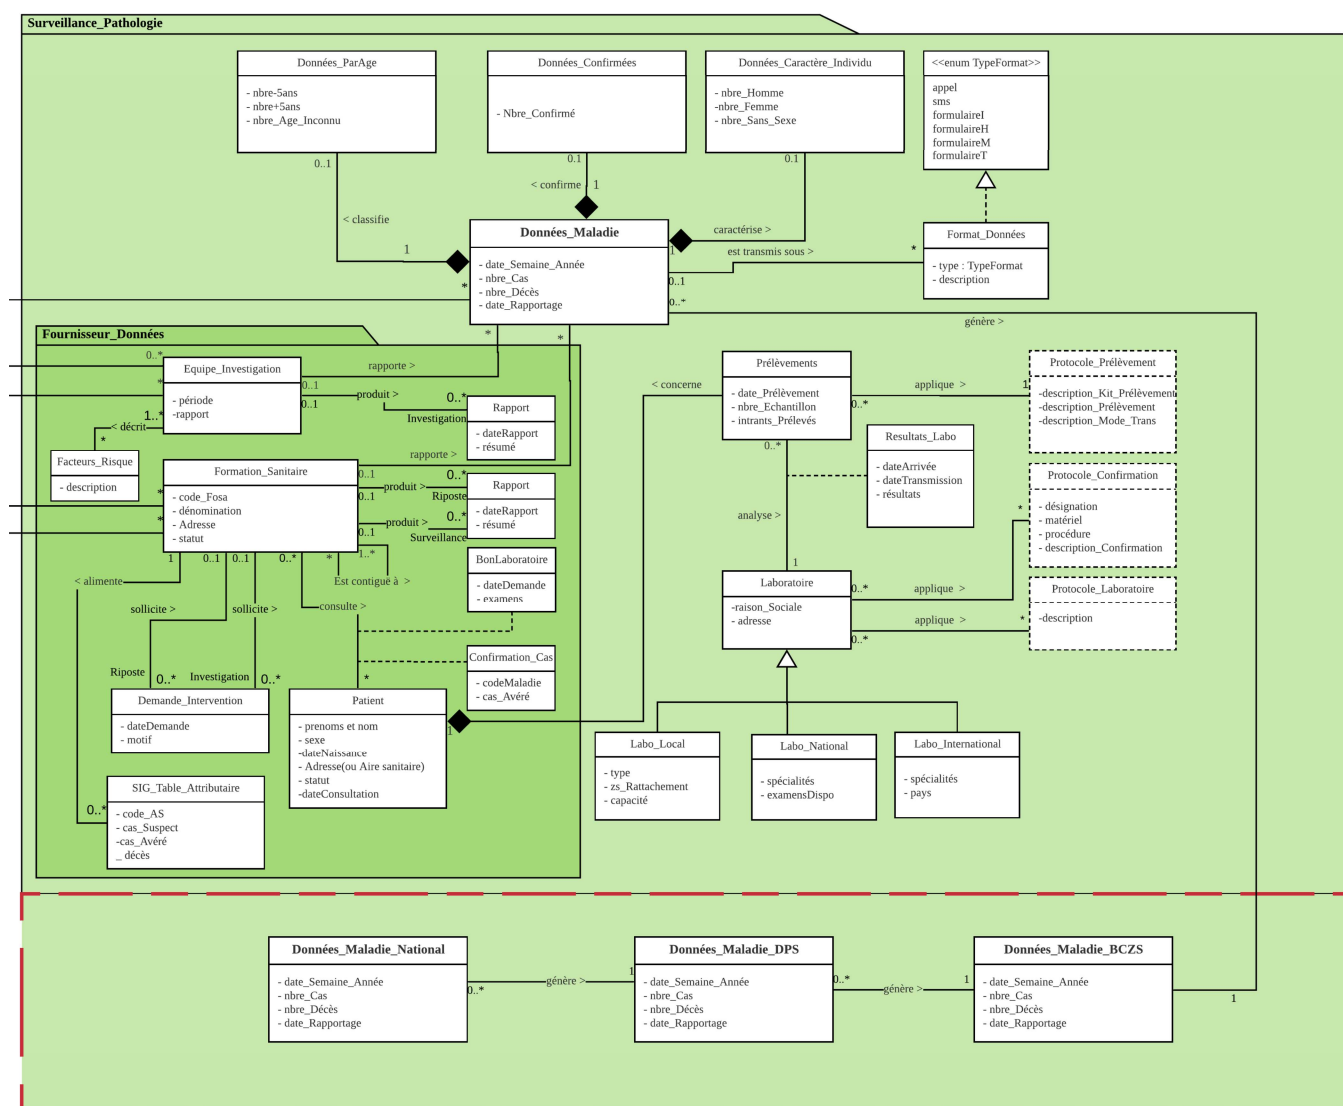 Surveillance_Pathologie
Données_ParAge
- nbre-5ans
- nbre+5ans
- nbre_Age_Inconnu
0..1
Données_Confirmées
- Nbre_Confirmé
0.1
Données_Caractère_Individu
- nbre_Homme
-nbre_Femme
- nbre_Sans_Sexe
0.1
<<enum TypeFormat>>
appel
sms
formulaireI
formulaireH
formulaireM
formulaireT
< classifie
1
< confirme
1
caractérise >
1
est transmis sous >
0..1
*
Données_Maladie
- date_Semaine_Année
- nbre_Cas
- nbre_Décès
- date_Rapportage
*
0..*
*
*
Format_Données
- type : TypeFormat
- description
génère >
Fournisseur_Données
0..*
*
Equipe_Investigation
- période
-rapport
0..1
0..1
rapporte >
produit >
0..*
Investigation
Rapport
- dateRapport
- résumé
1..*
< décrit
*
Facteurs_Risque
- description
Formation_Sanitaire
- code_Fosa
- dénomination
- Adresse
- statut
*
*
rapporte >
0..1
produit >
0..*
0..1
Riposte
Rapport
- dateRapport
- résumé
produit >
0..*
0..1
Surveillance
1
0..1
0..1
0..*
*
1..*
< alimente
Est contiguë à >
sollicite >
sollicite >
consulte >
BonLaboratoire
- dateDemande
- examens
Confirmation_Cas
- codeMaladie
- cas_Avéré
Riposte
0..*
Investigation
0..*
*
Demande_Intervention
- dateDemande
- motif
Patient
- prenoms et nom
- sexe
-dateNaissance
- Adresse(ou Aire sanitaire)
- statut
-dateConsultation
1
0..*
SIG_Table_Attributaire
- code_AS
- cas_Suspect
-cas_Avéré
_ décès
< concerne
Prélèvements
- date_Prélèvement
- nbre_Echantillon
- intrants_Prélevés
0..*
applique >
1
0..*
Protocole_Prélèvement
-description_Kit_Prélèvement
-description_Prélèvement
-description_Mode_Trans
Resultats_Labo
- dateArrivée
- dateTransmission
- résultats
analyse >
1
Protocole_Confirmation
- désignation
- matériel
- procédure
- description_Confirmation
*
Laboratoire
-raison_Sociale
- adresse
0..*
applique >
applique >
*
0..*
Protocole_Laboratoire
-description
Labo_Local
- type
- zs_Rattachement
- capacité
Labo_National
- spécialités
- examensDispo
Labo_International
- spécialités
- pays
Données_Maladie_National
- date_Semaine_Année
- nbre_Cas
- nbre_Décès
- date_Rapportage
0..*
génère >
1
Données_Maladie_DPS
- date_Semaine_Année
- nbre_Cas
- nbre_Décès
- date_Rapportage
0..*
génère >
1
Données_Maladie_BCZS
- date_Semaine_Année
- nbre_Cas
- nbre_Décès
- date_Rapportage
1